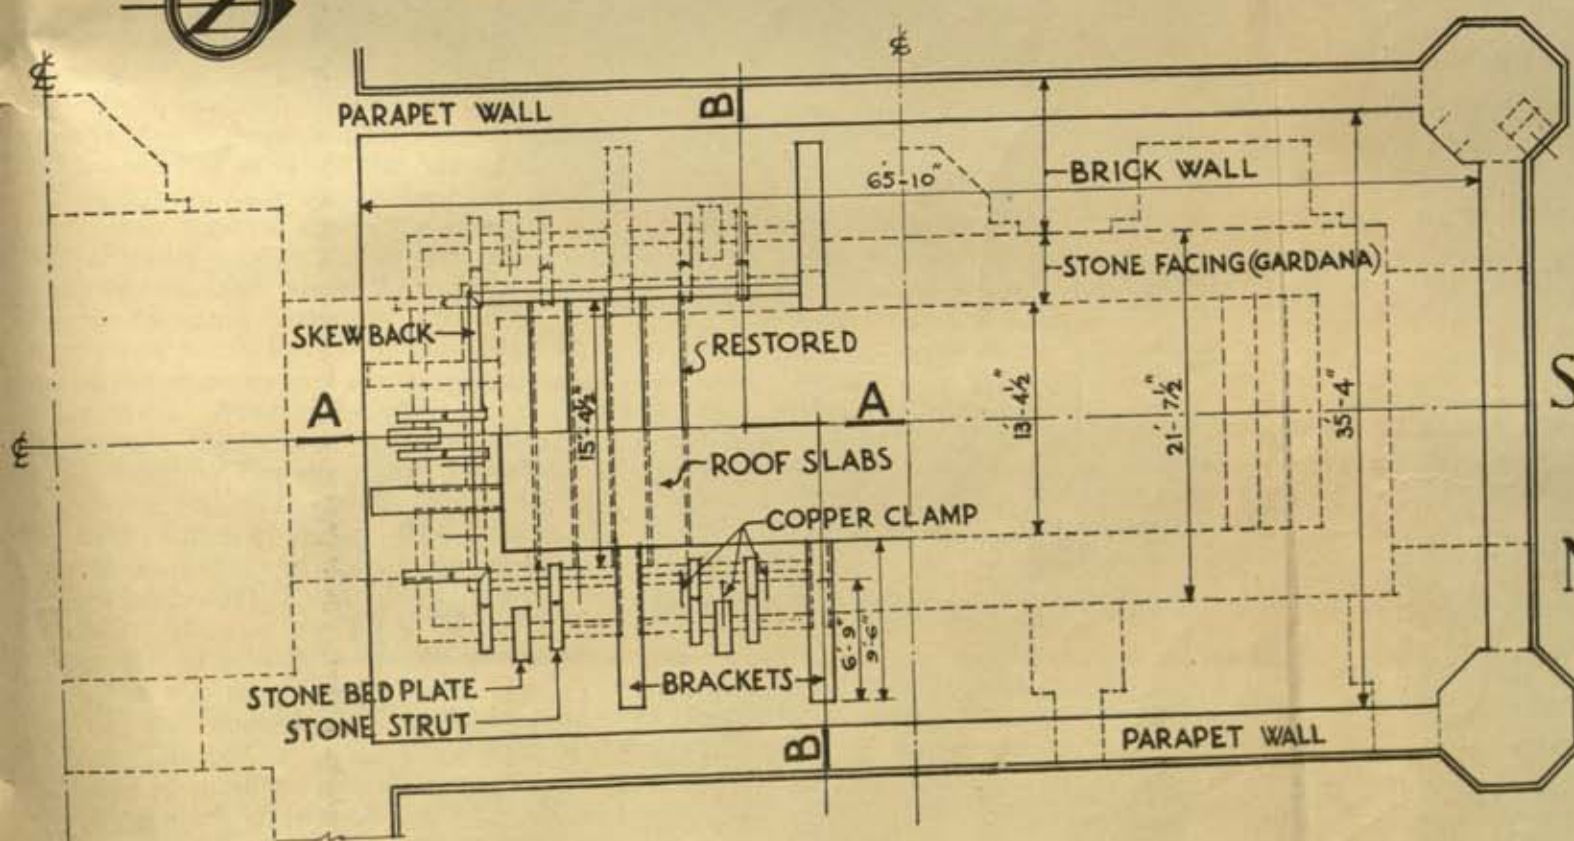 ℄
℄
PARAPET WALL
B
65'-10"
BRICK WALL
STONE FACING (GARDANA)
SKEWBACK
RESTORED
A
A
15'-4½"
13'-4½"
21'-7½"
35'-4"
S
℄
ROOF SLABS
COPPER CLAMP
N
6'-9"
9'-6"
STONE BED PLATE
BRACKETS
STONE STRUT
B
PARAPET WALL